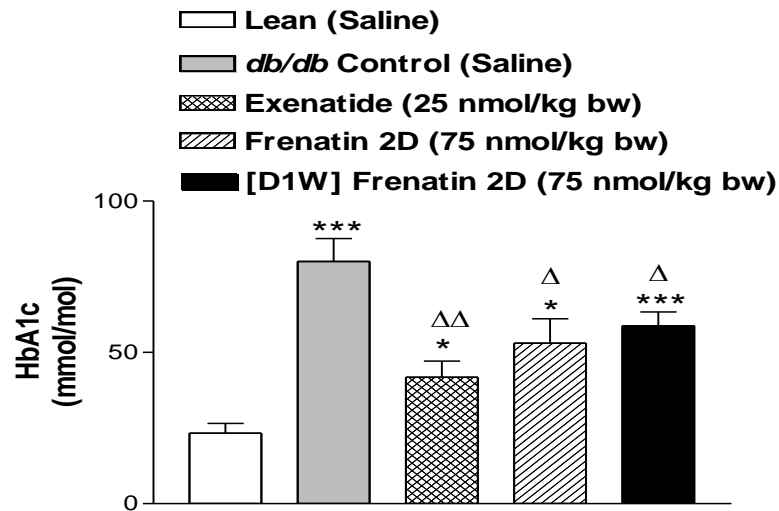 Lean (Saline)
db/db Control (Saline)
Exenatide (25 nmol/kg bw)
Frenatin 2D (75 nmol/kg bw)
[D1W] Frenatin 2D (75 nmol/kg bw)
100
50
0
HbA1c
(mmol/mol)
***
ΔΔ
*
Δ
*
Δ
***